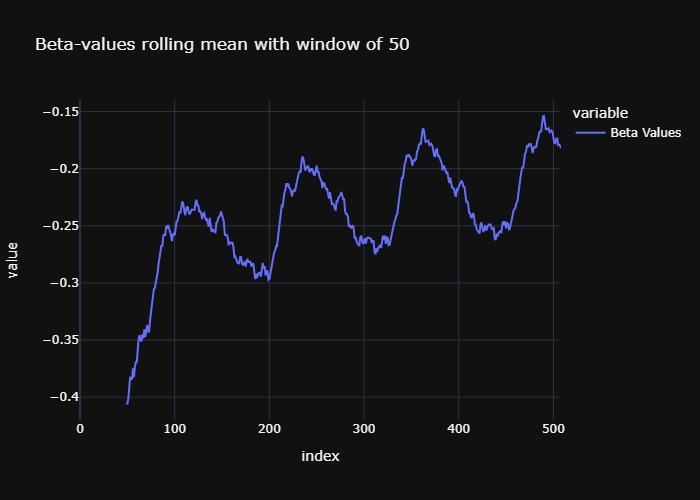 Beta-values rolling mean with window of 50
variable
Beta Values
−0.15
−0.2
−0.25
−0.3
−0.35
−0.4
value
0 100 200 300 400 500
index